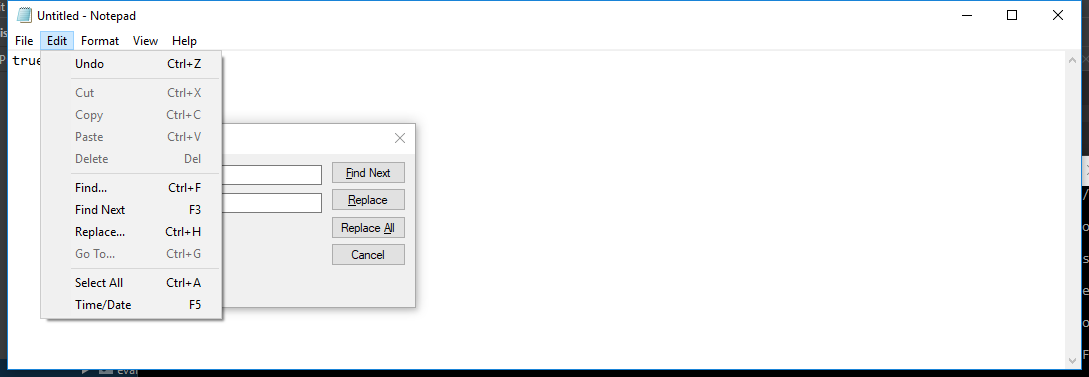 Untitled - Notepad
File Edit Format View Help
true
Undo Ctrl+Z
Cut Ctrl+X
Copy Ctrl+C
Paste Ctrl+V
Delete Del
Find... Ctrl+F
Find Next F3
Replace... Ctrl+H
Go To... Ctrl+G
Select All Ctrl+A
Time/Date F5
Find Next
Replace
Replace All
Cancel
eval